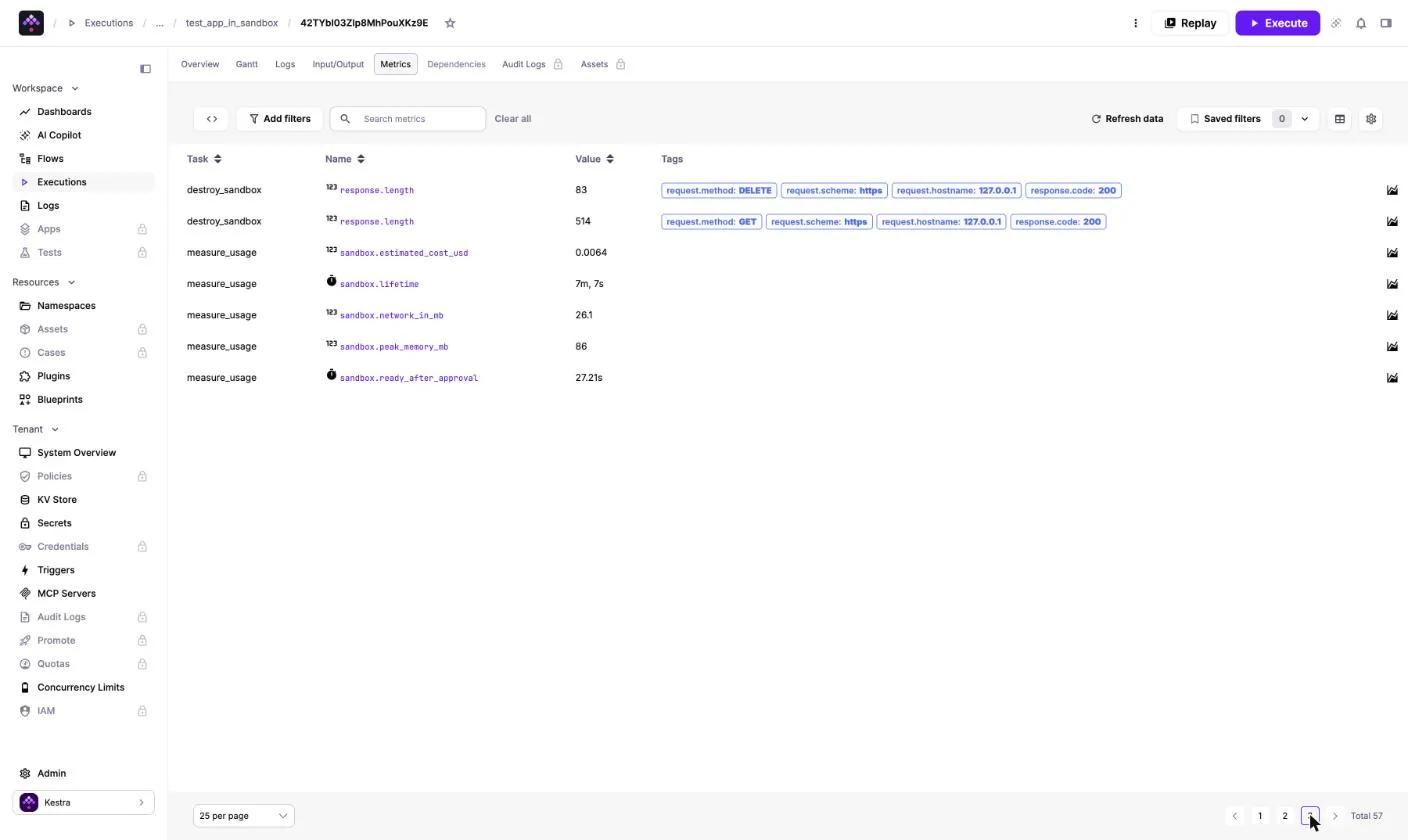 / Executions / ... / test_app_in_sandbox / 42TYbl03Zlp8MhPouXKz9E
Replay
Execute
Overview Gantt Logs Input/Output Metrics Dependencies Audit Logs Assets
Workspace
Dashboards
AI Copilot
Flows
Executions
Logs
Apps
Tests
Resources
Namespaces
Assets
Cases
Plugins
Blueprints
Tenant
System Overview
Policies
KV Store
Secrets
Credentials
Triggers
MCP Servers
Audit Logs
Promote
Quotas
Concurrency Limits
IAM
Admin
Kestra
<> Add filters Search metrics Clear all Refresh data Saved filters 0
Task Name Value Tags
destroy_sandbox 123 response.length 83 request.method: DELETE request.scheme: https request.hostname: 127.0.0.1 response.code: 200
destroy_sandbox 123 response.length 514 request.method: GET request.scheme: https request.hostname: 127.0.0.1 response.code: 200
measure_usage 123 sandbox.estimated_cost_usd 0.0064
measure_usage sandbox.lifetime 7m, 7s
measure_usage 123 sandbox.network_in_mb 26.1
measure_usage 123 sandbox.peak_memory_mb 86
measure_usage sandbox.ready_after_approval 27.21s
25 per page < 1 2 > Total 57